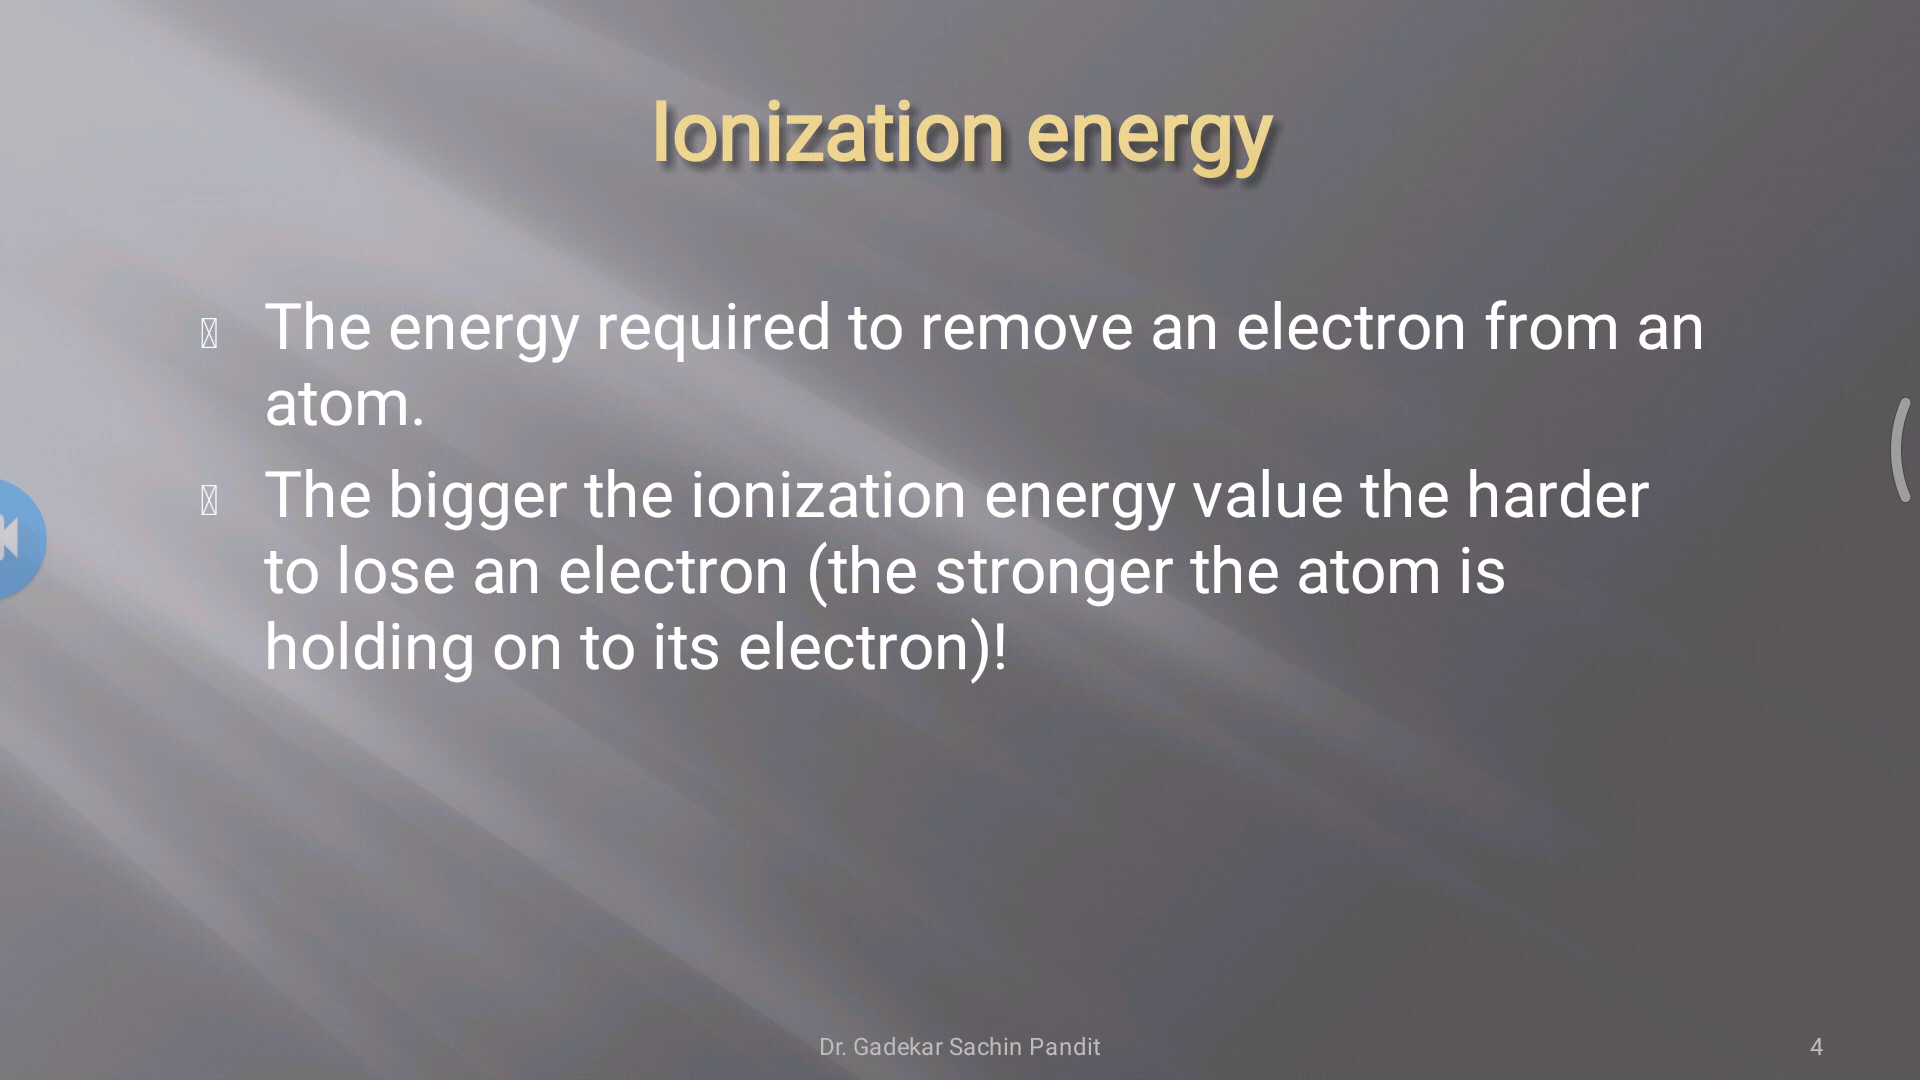 Ionization energy
The energy required to remove an electron from an
atom.
The bigger the ionization energy value the harder
to lose an electron (the stronger the atom is
holding on to its electron)!
Dr. Gadekar Sachin Pandit
4